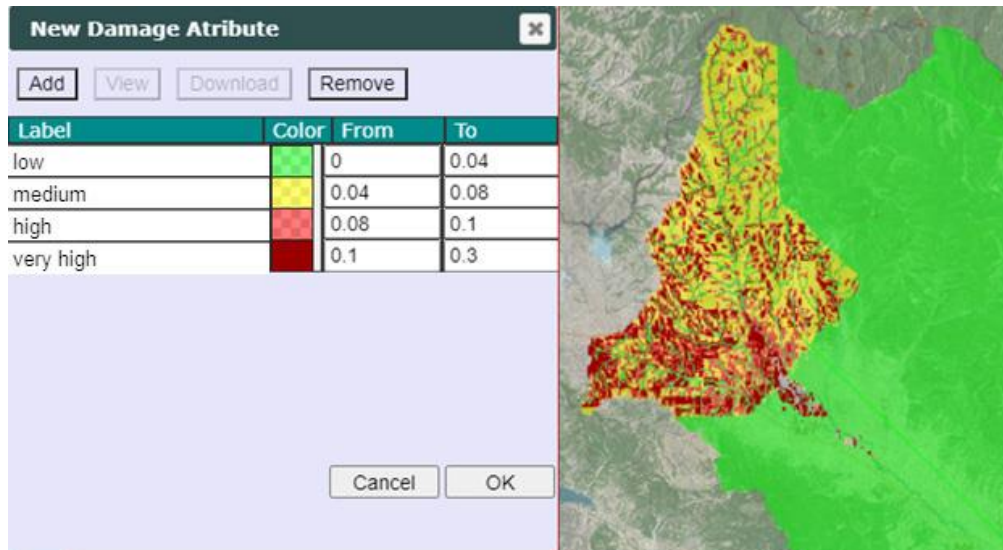 New Damage Atribute
Add View Download Remove
Label Color From To
low 0 0.04
medium 0.04 0.08
high 0.08 0.1
very high 0.1 0.3
Cancel OK